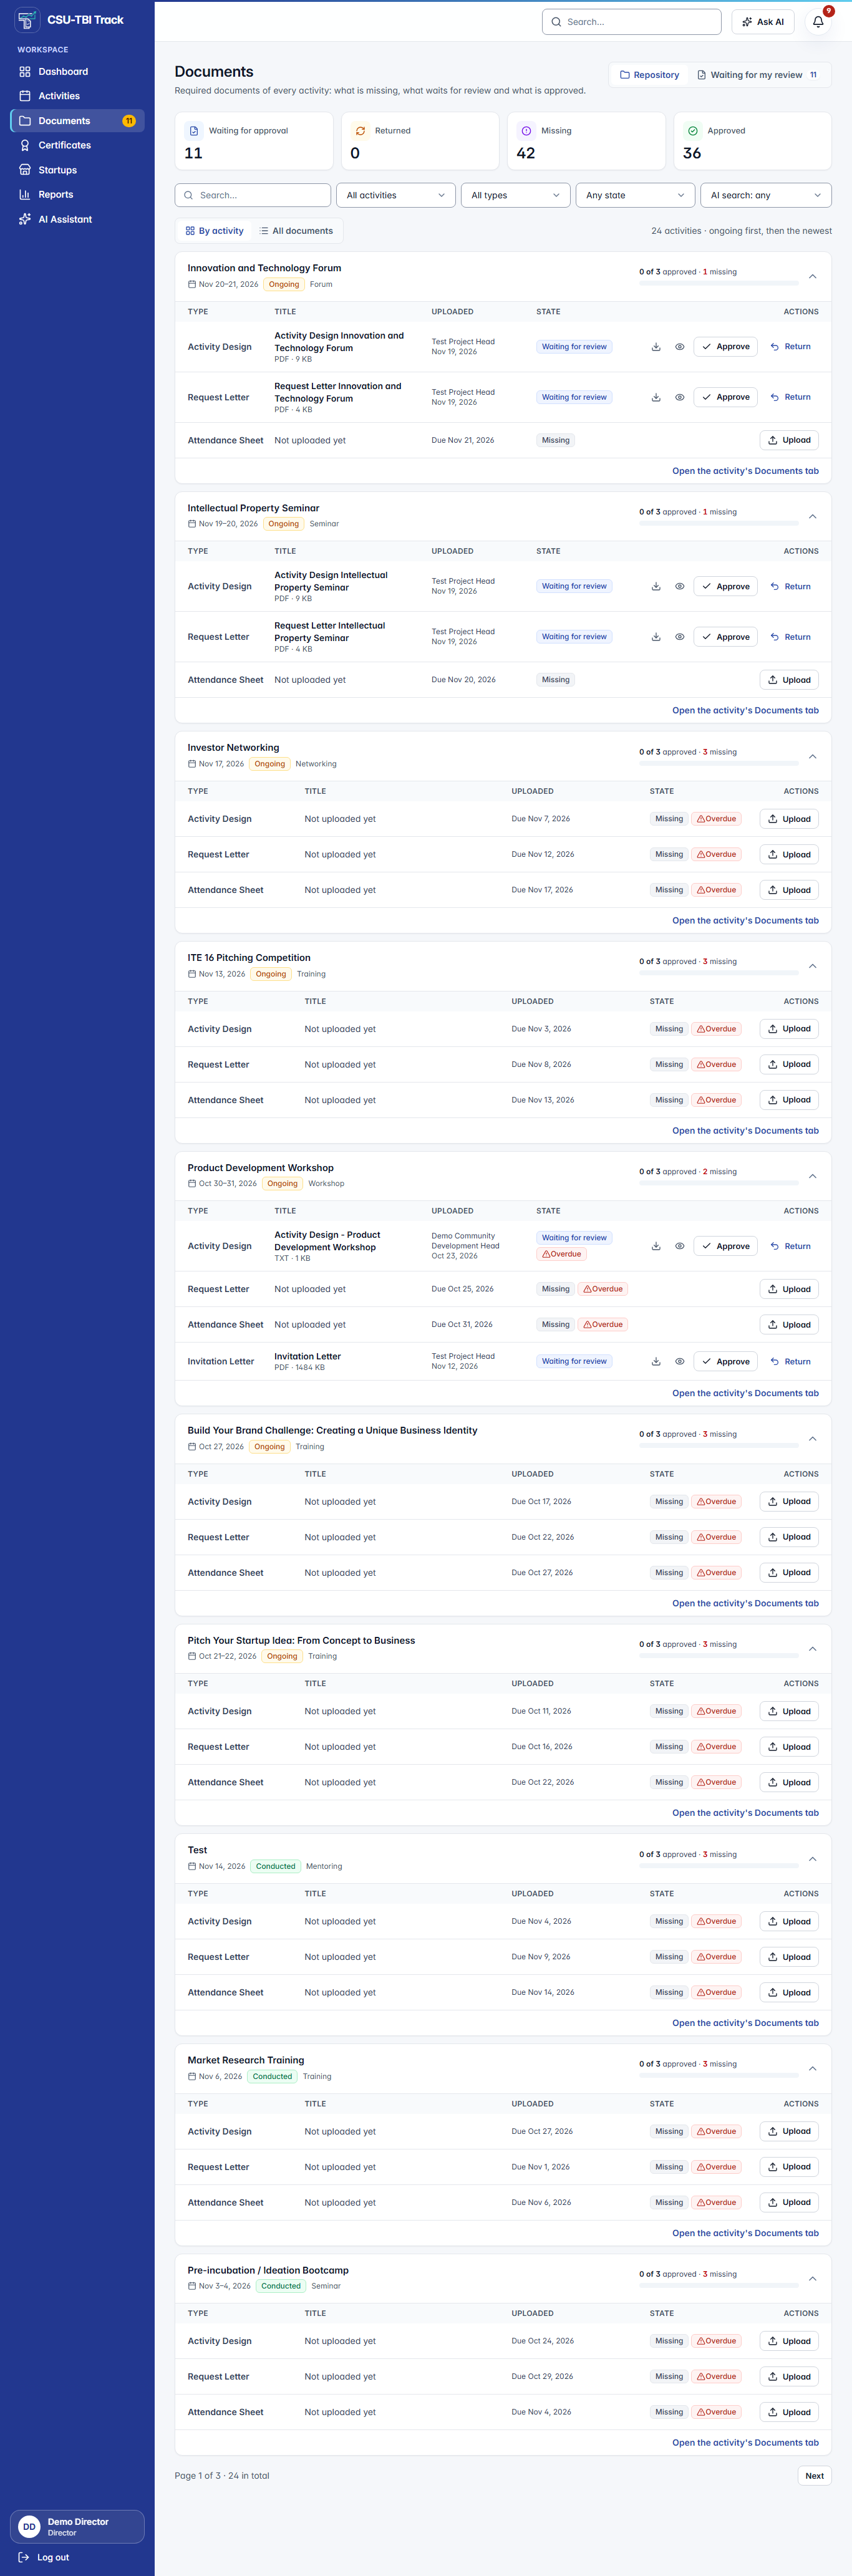 CSU-TBI Track
Search...
Ask AI
9
WORKSPACE
Dashboard
Activities
Documents 11
Certificates
Startups
Reports
AI Assistant
Documents
Required documents of every activity: what is missing, what waits for review and what is approved.
Repository
Waiting for my review 11
Waiting for approval
11
Returned
0
Missing
42
Approved
36
Search...
All activities
All types
Any state
AI search: any
By activity
All documents
24 activities · ongoing first, then the newest
Innovation and Technology Forum
Nov 20–21, 2026 Ongoing Forum
0 of 3 approved · 1 missing
TYPE TITLE UPLOADED STATE ACTIONS
Activity Design
Activity Design Innovation and
Technology Forum
PDF · 9 KB
Test Project Head
Nov 19, 2026
Waiting for review
Approve Return
Request Letter
Request Letter Innovation and
Technology Forum
PDF · 4 KB
Test Project Head
Nov 19, 2026
Waiting for review
Approve Return
Attendance Sheet Not uploaded yet Due Nov 21, 2026 Missing Upload
Open the activity's Documents tab
Intellectual Property Seminar
Nov 19–20, 2026 Ongoing Seminar
0 of 3 approved · 1 missing
TYPE TITLE UPLOADED STATE ACTIONS
Activity Design
Activity Design Intellectual
Property Seminar
PDF · 9 KB
Test Project Head
Nov 19, 2026
Waiting for review
Approve Return
Request Letter
Request Letter Intellectual
Property Seminar
PDF · 4 KB
Test Project Head
Nov 19, 2026
Waiting for review
Approve Return
Attendance Sheet Not uploaded yet Due Nov 20, 2026 Missing Upload
Open the activity's Documents tab
Investor Networking
Nov 17, 2026 Ongoing Networking
0 of 3 approved · 3 missing
TYPE TITLE UPLOADED STATE ACTIONS
Activity Design Not uploaded yet Due Nov 7, 2026 Missing Overdue Upload
Request Letter Not uploaded yet Due Nov 12, 2026 Missing Overdue Upload
Attendance Sheet Not uploaded yet Due Nov 17, 2026 Missing Overdue Upload
Open the activity's Documents tab
ITE 16 Pitching Competition
Nov 13, 2026 Ongoing Training
0 of 3 approved · 3 missing
TYPE TITLE UPLOADED STATE ACTIONS
Activity Design Not uploaded yet Due Nov 3, 2026 Missing Overdue Upload
Request Letter Not uploaded yet Due Nov 8, 2026 Missing Overdue Upload
Attendance Sheet Not uploaded yet Due Nov 13, 2026 Missing Overdue Upload
Open the activity's Documents tab
Product Development Workshop
Oct 30–31, 2026 Ongoing Workshop
0 of 3 approved · 2 missing
TYPE TITLE UPLOADED STATE ACTIONS
Activity Design
Activity Design - Product
Development Workshop
TXT · 1 KB
Demo Community
Development Head
Oct 23, 2026
Waiting for review
Overdue
Approve Return
Request Letter Not uploaded yet Due Oct 25, 2026 Missing Overdue Upload
Attendance Sheet Not uploaded yet Due Oct 31, 2026 Missing Overdue Upload
Invitation Letter
Invitation Letter
PDF · 1484 KB
Test Project Head
Nov 12, 2026
Waiting for review
Approve Return
Open the activity's Documents tab
Build Your Brand Challenge: Creating a Unique Business Identity
Oct 27, 2026 Ongoing Training
0 of 3 approved · 3 missing
TYPE TITLE UPLOADED STATE ACTIONS
Activity Design Not uploaded yet Due Oct 17, 2026 Missing Overdue Upload
Request Letter Not uploaded yet Due Oct 22, 2026 Missing Overdue Upload
Attendance Sheet Not uploaded yet Due Oct 27, 2026 Missing Overdue Upload
Open the activity's Documents tab
Pitch Your Startup Idea: From Concept to Business
Oct 21–22, 2026 Ongoing Training
0 of 3 approved · 3 missing
TYPE TITLE UPLOADED STATE ACTIONS
Activity Design Not uploaded yet Due Oct 11, 2026 Missing Overdue Upload
Request Letter Not uploaded yet Due Oct 16, 2026 Missing Overdue Upload
Attendance Sheet Not uploaded yet Due Oct 22, 2026 Missing Overdue Upload
Open the activity's Documents tab
Test
Nov 14, 2026 Conducted Mentoring
0 of 3 approved · 3 missing
TYPE TITLE UPLOADED STATE ACTIONS
Activity Design Not uploaded yet Due Nov 4, 2026 Missing Overdue Upload
Request Letter Not uploaded yet Due Nov 9, 2026 Missing Overdue Upload
Attendance Sheet Not uploaded yet Due Nov 14, 2026 Missing Overdue Upload
Open the activity's Documents tab
Market Research Training
Nov 6, 2026 Conducted Training
0 of 3 approved · 3 missing
TYPE TITLE UPLOADED STATE ACTIONS
Activity Design Not uploaded yet Due Oct 27, 2026 Missing Overdue Upload
Request Letter Not uploaded yet Due Nov 1, 2026 Missing Overdue Upload
Attendance Sheet Not uploaded yet Due Nov 6, 2026 Missing Overdue Upload
Open the activity's Documents tab
Pre-incubation / Ideation Bootcamp
Nov 3–4, 2026 Conducted Seminar
0 of 3 approved · 3 missing
TYPE TITLE UPLOADED STATE ACTIONS
Activity Design Not uploaded yet Due Oct 24, 2026 Missing Overdue Upload
Request Letter Not uploaded yet Due Oct 29, 2026 Missing Overdue Upload
Attendance Sheet Not uploaded yet Due Nov 4, 2026 Missing Overdue Upload
Open the activity's Documents tab
Page 1 of 3 · 24 in total
Next
DD
Demo Director
Director
Log out